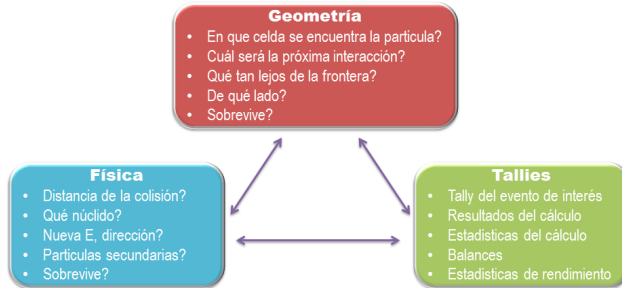 Geometría
• En que celda se encuentra la particula?
• Cuál será la próxima interacción?
• Qué tan lejos de la frontera?
• De qué lado?
• Sobrevive?
Física
• Distancia de la colisión?
• Qué núclido?
• Nueva E, dirección?
• Particulas secundarias?
• Sobrevive?
Tallies
• Tally del evento de interés
• Resultados del cálculo
• Estadisticas del cálculo
• Balances
• Estadisticas de rendimiento